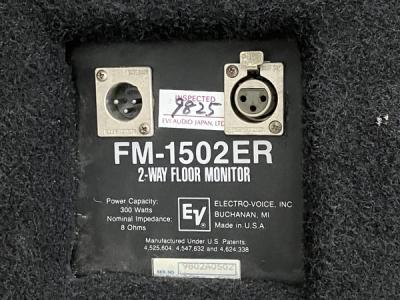 INSPECTED
9825
EVI AUDIO JAPAN, LTD
FM-1502ER
2-WAY FLOOR MONITOR
Power Capacity:
300 Watts
Nominal Impedance:
8 Ohms
EV
ELECTRO-VOICE, INC
BUCHANAN, MI
Made in U.S.A
Manufactured Under U.S. Patents:
4,525,604, 4,547,632 and 4,624,338
SER NO